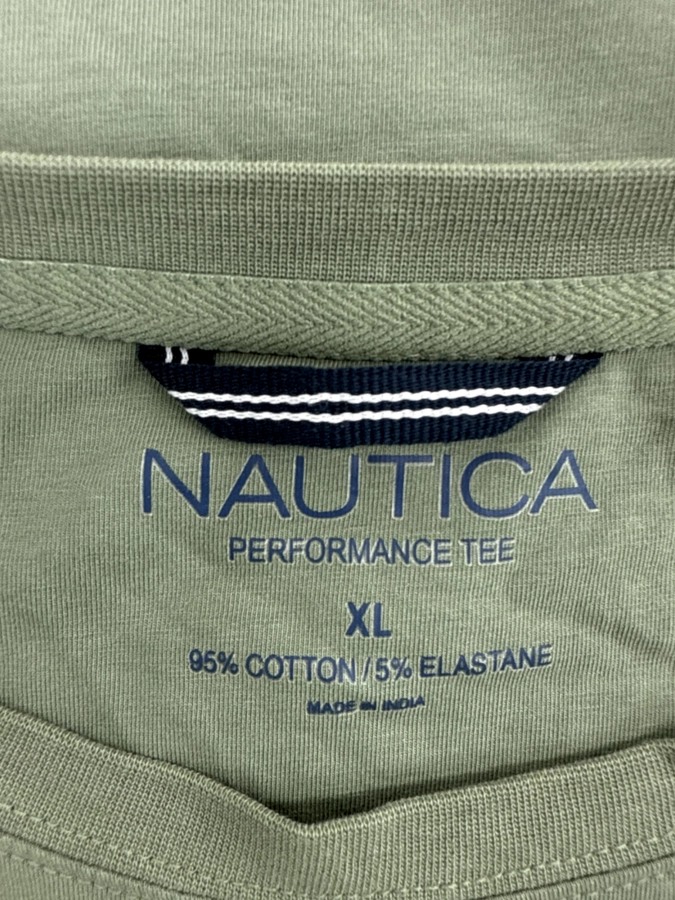 NAUTICA
PERFORMANCE TEE
XL
95% COTTON / 5% ELASTANE
MADE IN INDIA